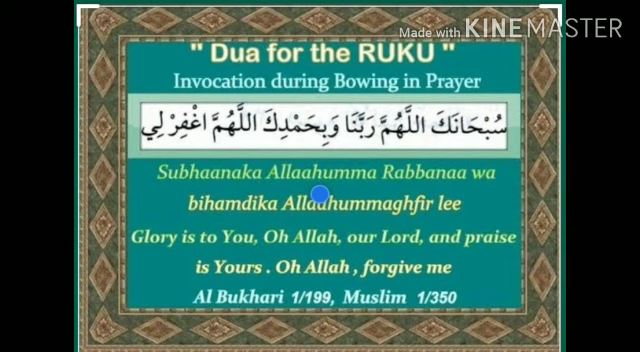 Made with KINEMASTER
" Dua for the RUKU "
Invocation during Bowing in Prayer
سُبْحَانَكَ اللَّهُمَّ رَبَّنَا وَبِحَمْدِكَ اللَّهُمَّ اغْفِرْ لِي
Subhaanaka Allaahumma Rabbanaa wa
bihamdika Allaahummaghfir lee
Glory is to You, Oh Allah, our Lord, and praise
is Yours . Oh Allah , forgive me
Al Bukhari 1/199, Muslim 1/350